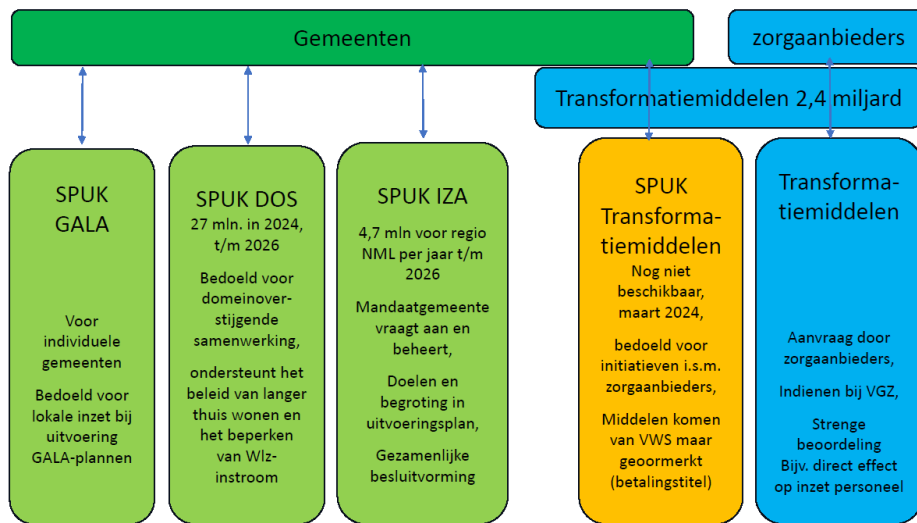 Gemeenten
zorgaanbieders
Transformatiemiddelen 2,4 miljard
SPUK
GALA
Voor
individuele
gemeenten
Bedoeld voor
lokale inzet bij
uitvoering
GALA-plannen
SPUK DOS
27 mln. in 2024,
t/m 2026
Bedoeld voor
domeinover-
stijgende
samenwerking,
ondersteunt het
beleid van langer
thuis wonen en
het beperken
van Wlz-
instroom
SPUK IZA
4,7 mln voor regio
NML per jaar t/m
2026
Mandaatgemeente
vraagt aan en
beheert,
Doelen en
begroting in
uitvoeringsplan,
Gezamenlijke
besluitvorming
SPUK
Transforma-
tiemiddelen
Nog niet
beschikbaar,
maart 2024,
bedoeld voor
initiatieven i.s.m.
zorgaanbieders,
Middelen komen
van VWS maar
geoormerkt
(betalingstitel)
Transforma-
tiemiddelen
Aanvraag door
zorgaanbieders,
Indienen bij VGZ,
Strenge
beoordeling
Bijv. direct effect
op inzet personeel